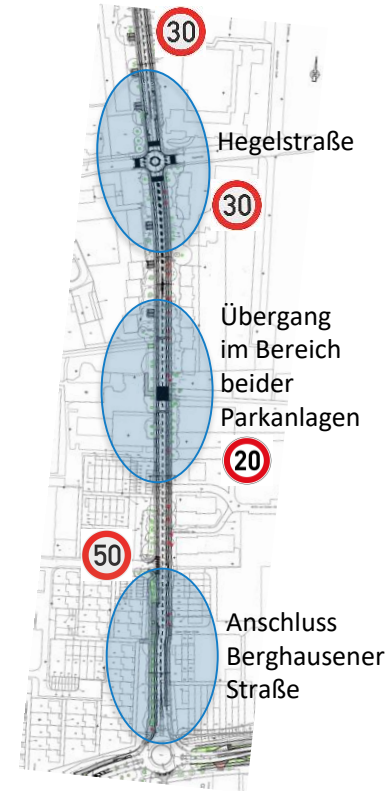 30
Hegelstraße
30
Übergang
im Bereich
beider
Parkanlagen
20
50
Anschluss
Berghausener
Straße